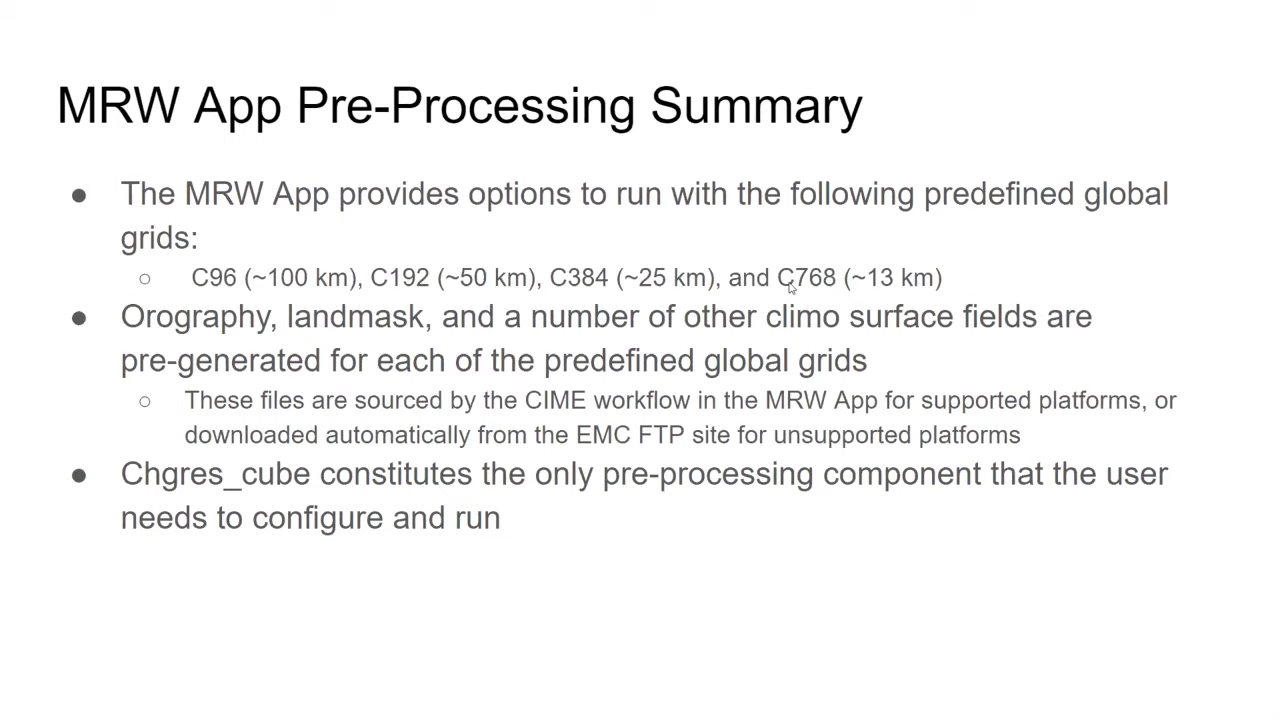 MRW App Pre-Processing Summary
● The MRW App provides options to run with the following predefined global
grids:
○ C96 (~100 km), C192 (~50 km), C384 (~25 km), and C768 (~13 km)
● Orography, landmask, and a number of other climo surface fields are
pre-generated for each of the predefined global grids
○ These files are sourced by the CIME workflow in the MRW App for supported platforms, or
downloaded automatically from the EMC FTP site for unsupported platforms
● Chgres_cube constitutes the only pre-processing component that the user
needs to configure and run